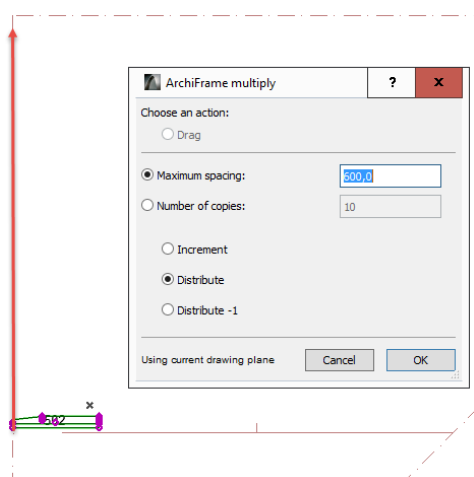 ArchiFrame multiply
?
x
Choose an action:
Drag
Maximum spacing:
600,0
Number of copies:
10
Increment
Distribute
Distribute -1
Using current drawing plane
Cancel
OK